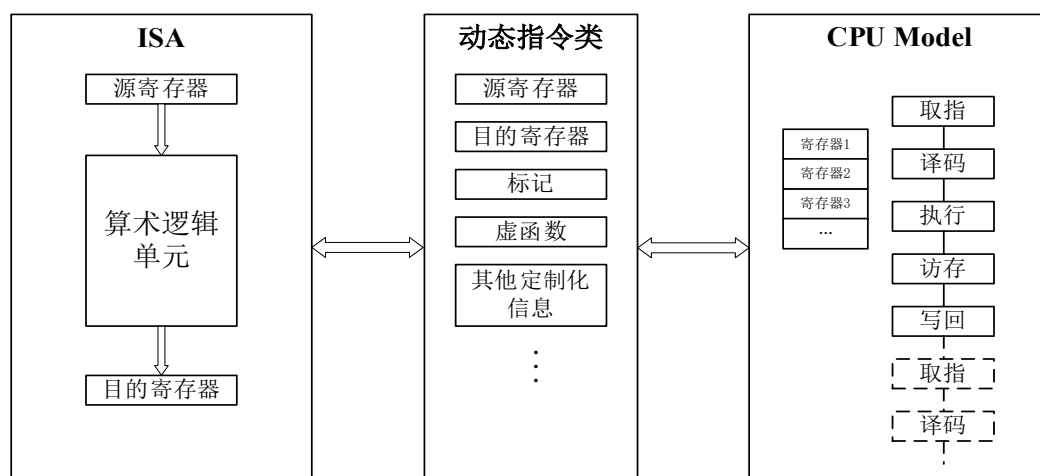 ISA
源寄存器
算术逻辑
单元
目的寄存器
动态指令类
源寄存器
目的寄存器
标记
虚函数
其他定制化
信息
CPU Model
寄存器1
寄存器2
寄存器3
...
取指
译码
执行
访存
写回
取指
译码